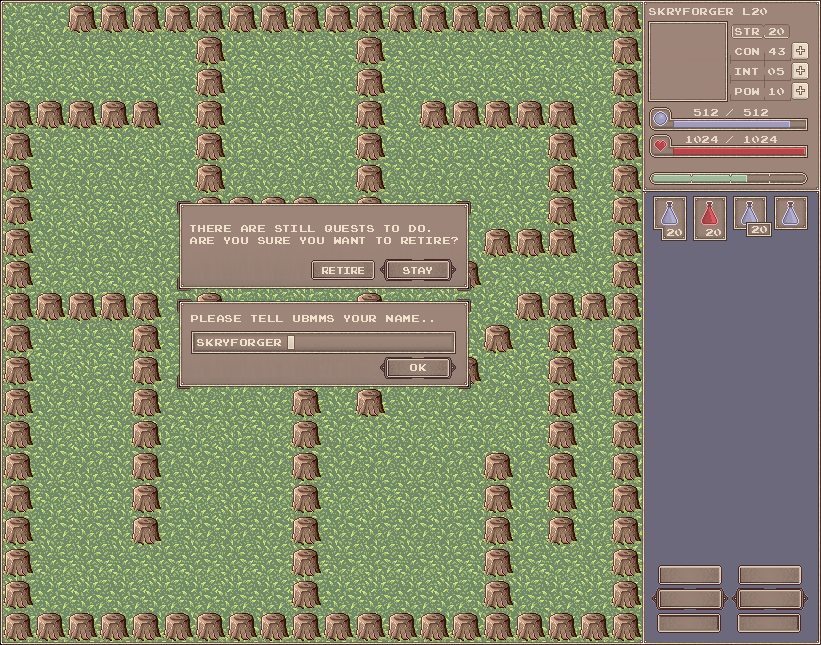 SKRYFORGER L20
STR 20
CON 43 +
INT 05 +
POW 10 +
512 / 512
1024 / 1024
20 20 20
THERE ARE STILL QUESTS TO DO.
ARE YOU SURE YOU WANT TO RETIRE?
RETIRE STAY
PLEASE TELL UBMMS YOUR NAME..
SKRYFORGER
OK